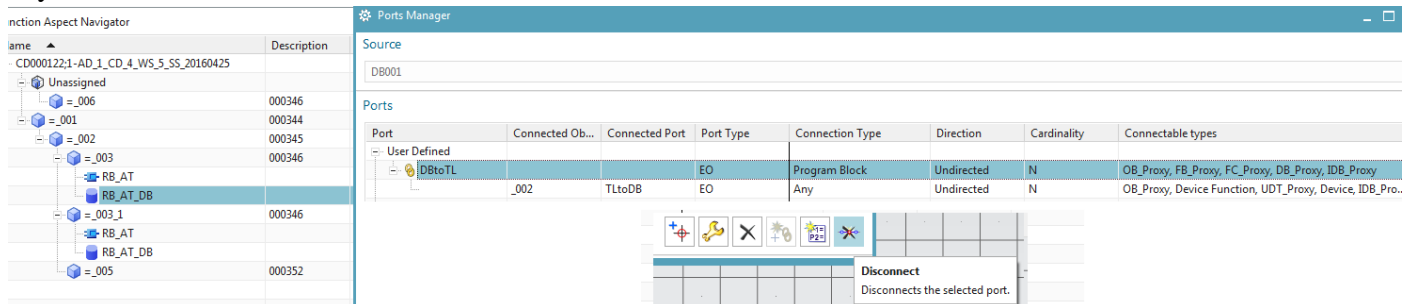 nction Aspect Navigator
ame Description
CD000122;1-AD_1_CD_4_WS_5_SS_20160425
Unassigned
=_006 000346
=_001 000344
=_002 000345
=_003 000346
RB_AT
RB_AT_DB
=_003_1 000346
RB_AT
RB_AT_DB
=_005 000352
Ports Manager
Source
DB001
Ports
Port Connected Ob... Connected Port Port Type Connection Type Direction Cardinality Connectable types
User Defined
DBtoTL EO Program Block Undirected N OB_Proxy, FB_Proxy, FC_Proxy, DB_Proxy, IDB_Proxy
_002 TLtoDB EO Any Undirected N OB_Proxy, Device Function, UDT_Proxy, Device, IDB_Pro...
Disconnect
Disconnects the selected port.